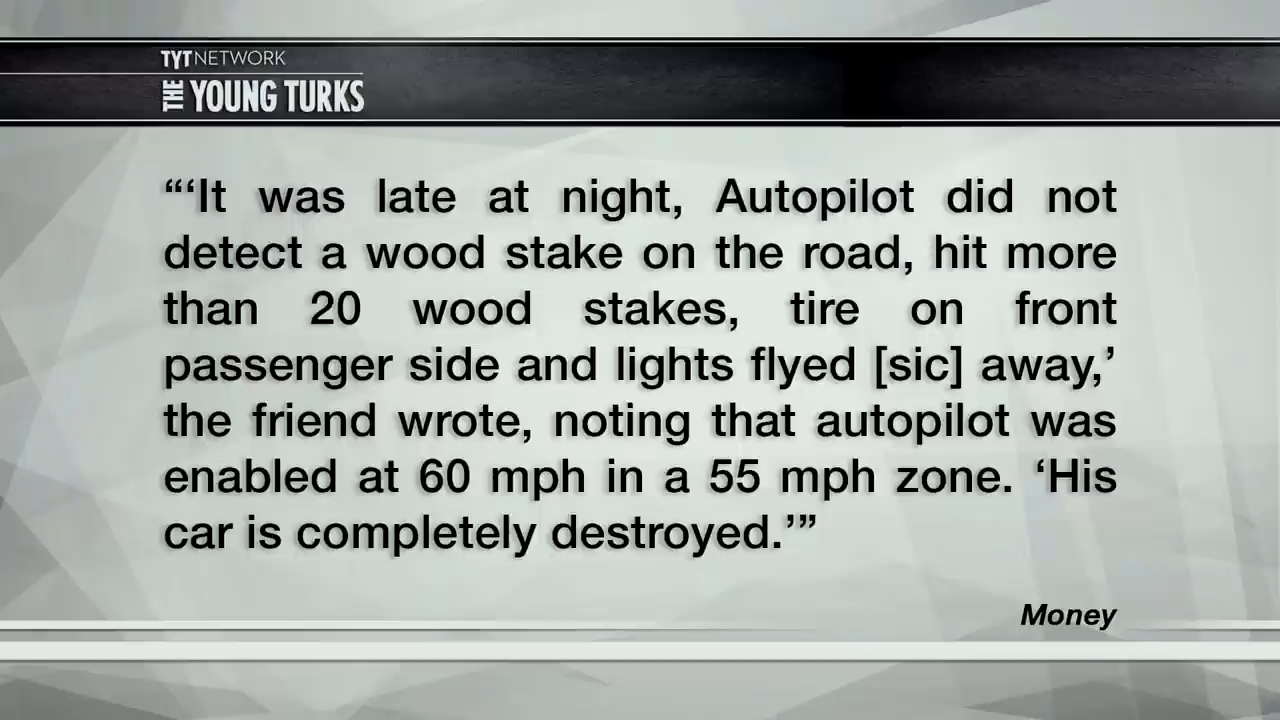 TYT NETWORK
THE YOUNG TURKS
“‘It was late at night, Autopilot did not
detect a wood stake on the road, hit more
than 20 wood stakes, tire on front
passenger side and lights flyed [sic] away,’
the friend wrote, noting that autopilot was
enabled at 60 mph in a 55 mph zone. ‘His
car is completely destroyed.’”
Money